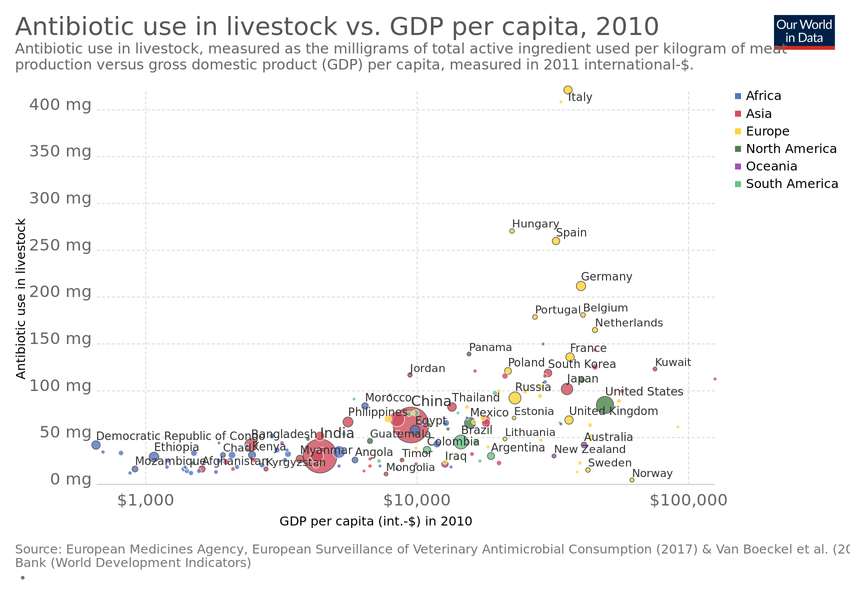 Antibiotic use in livestock vs. GDP per capita, 2010
Our World
in Data
Antibiotic use in livestock, measured as the milligrams of total active ingredient used per kilogram of meat
production versus gross domestic product (GDP) per capita, measured in 2011 international-$.
400 mg
350 mg
300 mg
250 mg
200 mg
150 mg
100 mg
50 mg
0 mg
Antibiotic use in livestock
Italy
Hungary
Spain
Germany
Portugal
Belgium
Netherlands
Panama
France
Jordan
Poland
South Korea
Kuwait
Japan
Russia
United States
Morocco
China
Thailand
Philippines
Egypt
Mexico
Estonia
United Kingdom
Democratic Republic of Congo
Bangladesh
India
Guatemala
Colombia
Brazil
Lithuania
Australia
Ethiopia
Chad
Kenya
Myanmar
Angola
Timor
Iraq
Argentina
New Zealand
Mozambique
Afghanistan
Kyrgyzstan
Mongolia
Sweden
Norway
$1,000
$10,000
$100,000
GDP per capita (int.-$) in 2010
Africa
Asia
Europe
North America
Oceania
South America
Source: European Medicines Agency, European Surveillance of Veterinary Antimicrobial Consumption (2017) & Van Boeckel et al. (20
Bank (World Development Indicators)
•